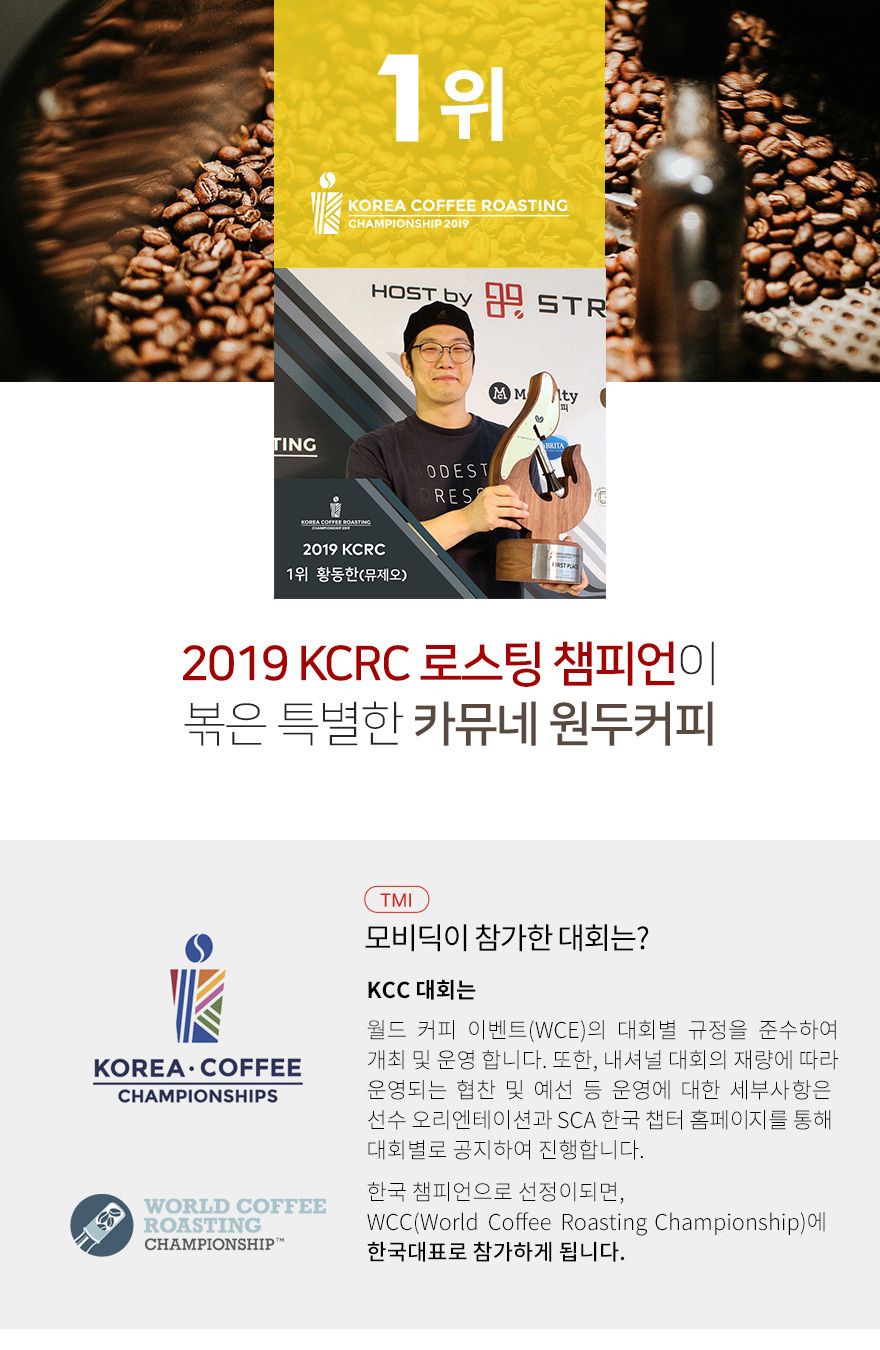 1위
KOREA COFFEE ROASTING
CHAMPIONSHIP 2019
HOST by STR
BRITA
TING
MODEST
DRESS
FIRST PLACE
KOREA COFFEE ROASTING
CHAMPIONSHIP 2019
2019 KCRC
1위 황동한(뮤제오)
2019 KCRC 로스팅 챔피언이
볶은 특별한 카뮤네 원두커피
TMI
모비딕이 참가한 대회는?
KCC 대회는
월드 커피 이벤트(WCE)의 대회별 규정을 준수하여
개최 및 운영 합니다. 또한, 내셔널 대회의 재량에 따라
운영되는 협찬 및 예선 등 운영에 대한 세부사항은
선수 오리엔테이션과 SCA 한국 챕터 홈페이지를 통해
대회별로 공지하여 진행합니다.
한국 챔피언으로 선정이되면,
WCC(World Coffee Roasting Championship)에
한국대표로 참가하게 됩니다.
KOREA · COFFEE
CHAMPIONSHIPS
WORLD COFFEE
ROASTING
CHAMPIONSHIP™